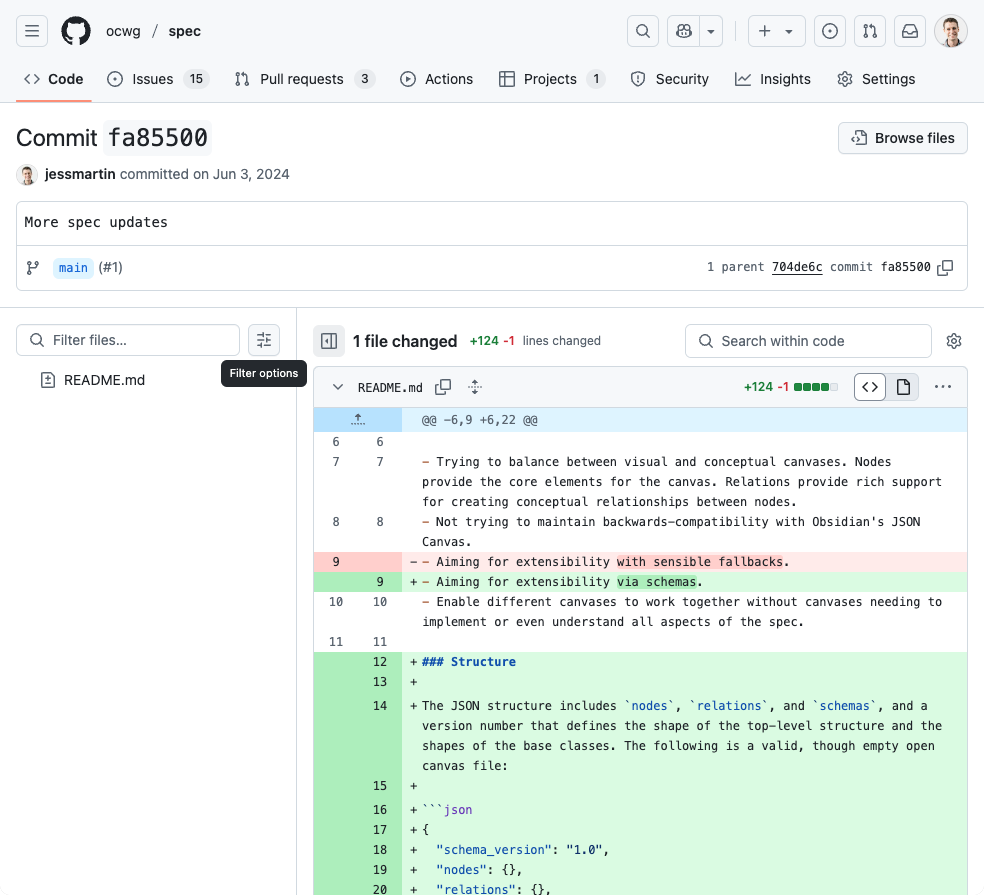 ocwg / spec
Code
Issues 15
Pull requests 3
Actions
Projects 1
Security
Insights
Settings
Commit fa85500
Browse files
jessmartin committed on Jun 3, 2024
More spec updates
main (#1)
1 parent 704de6c commit fa85500
Filter files...
Filter options
README.md
1 file changed +124 -1 lines changed
Search within code
README.md
+124 -1
@@ -6,9 +6,22 @@
6 6
7 7 - Trying to balance between visual and conceptual canvases. Nodes
provide the core elements for the canvas. Relations provide rich support
for creating conceptual relationships between nodes.
8 8 - Not trying to maintain backwards-compatibility with Obsidian's JSON
Canvas.
9 -- Aiming for extensibility with sensible fallbacks.
9 +- Aiming for extensibility via schemas.
10 10 - Enable different canvases to work together without canvases needing to
implement or even understand all aspects of the spec.
11 11
12 +### Structure
13 +
14 +The JSON structure includes `nodes`, `relations`, and `schemas`, and a
version number that defines the shape of the top-level structure and the
shapes of the base classes. The following is a valid, though empty open
canvas file:
15 +
16 +```json
17 +{
18 + "schema_version": "1.0",
19 + "nodes": {},
20 + "relations": {},